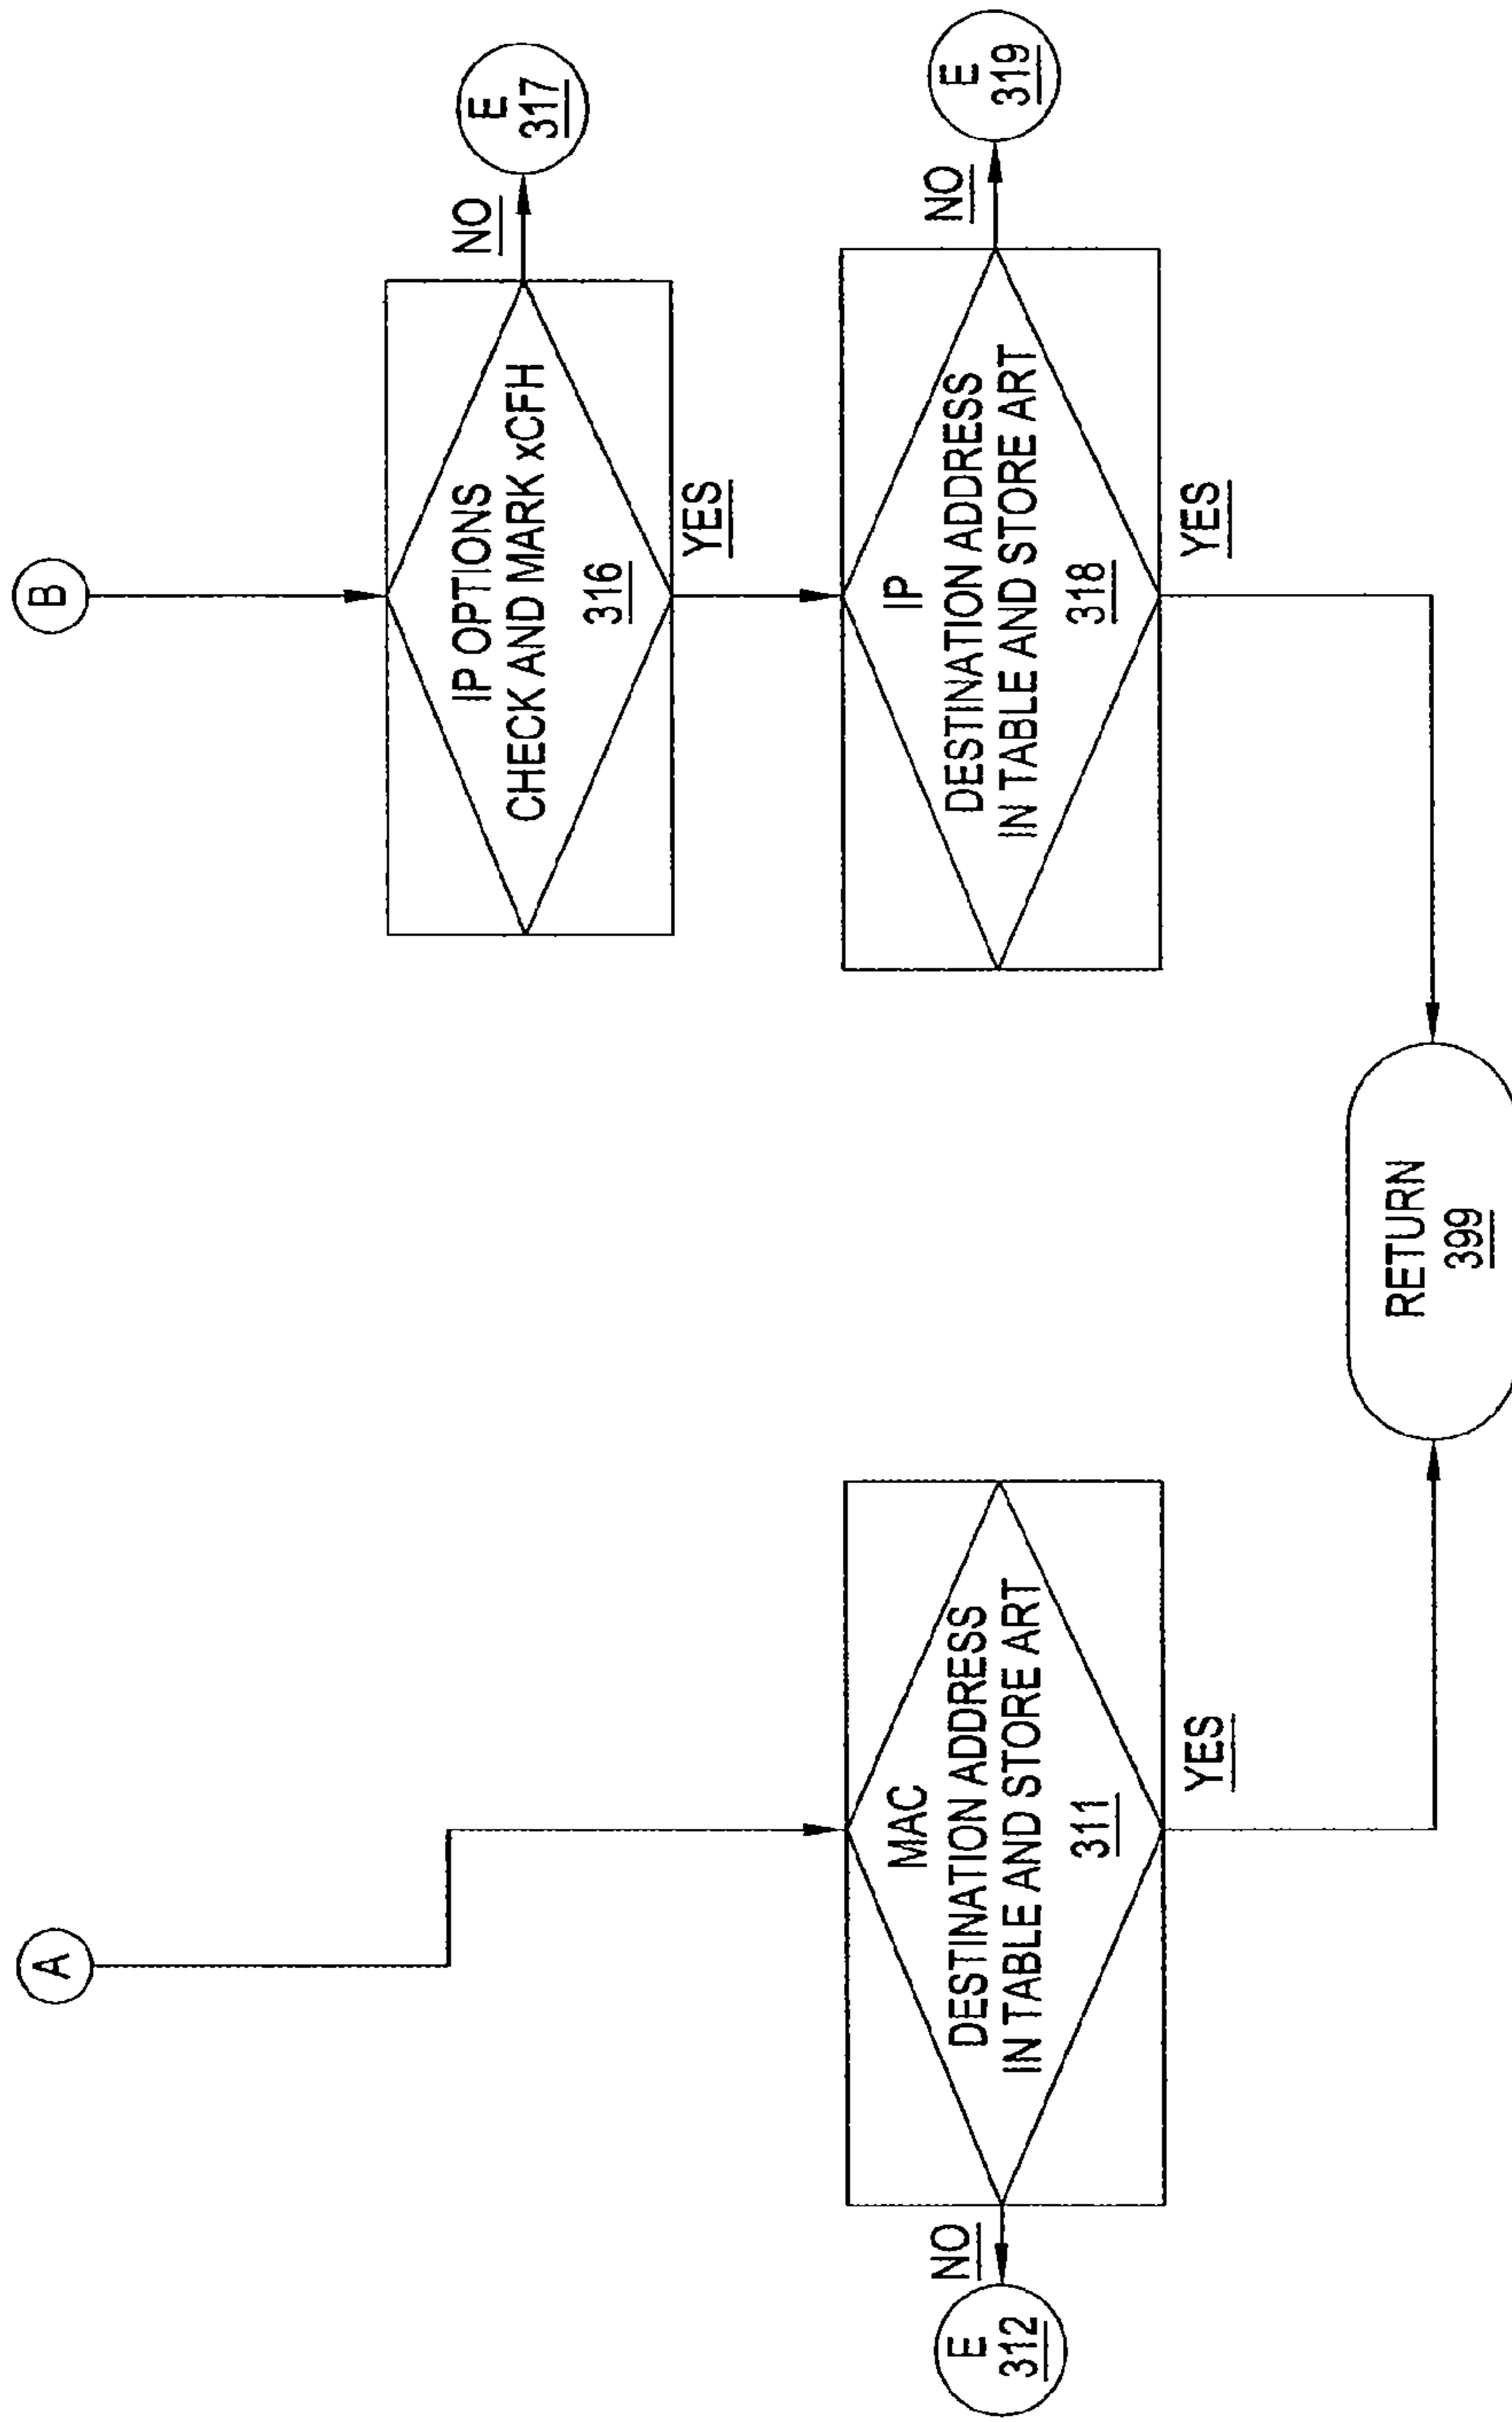 A
B
IP OPTIONS
CHECK AND MARK xCFH
316
NO
E
317
YES
MAC
DESTINATION ADDRESS
IN TABLE AND STORE ART
311
NO
E
312
YES
IP
DESTINATION ADDRESS
IN TABLE AND STORE ART
318
NO
E
319
YES
RETURN
399